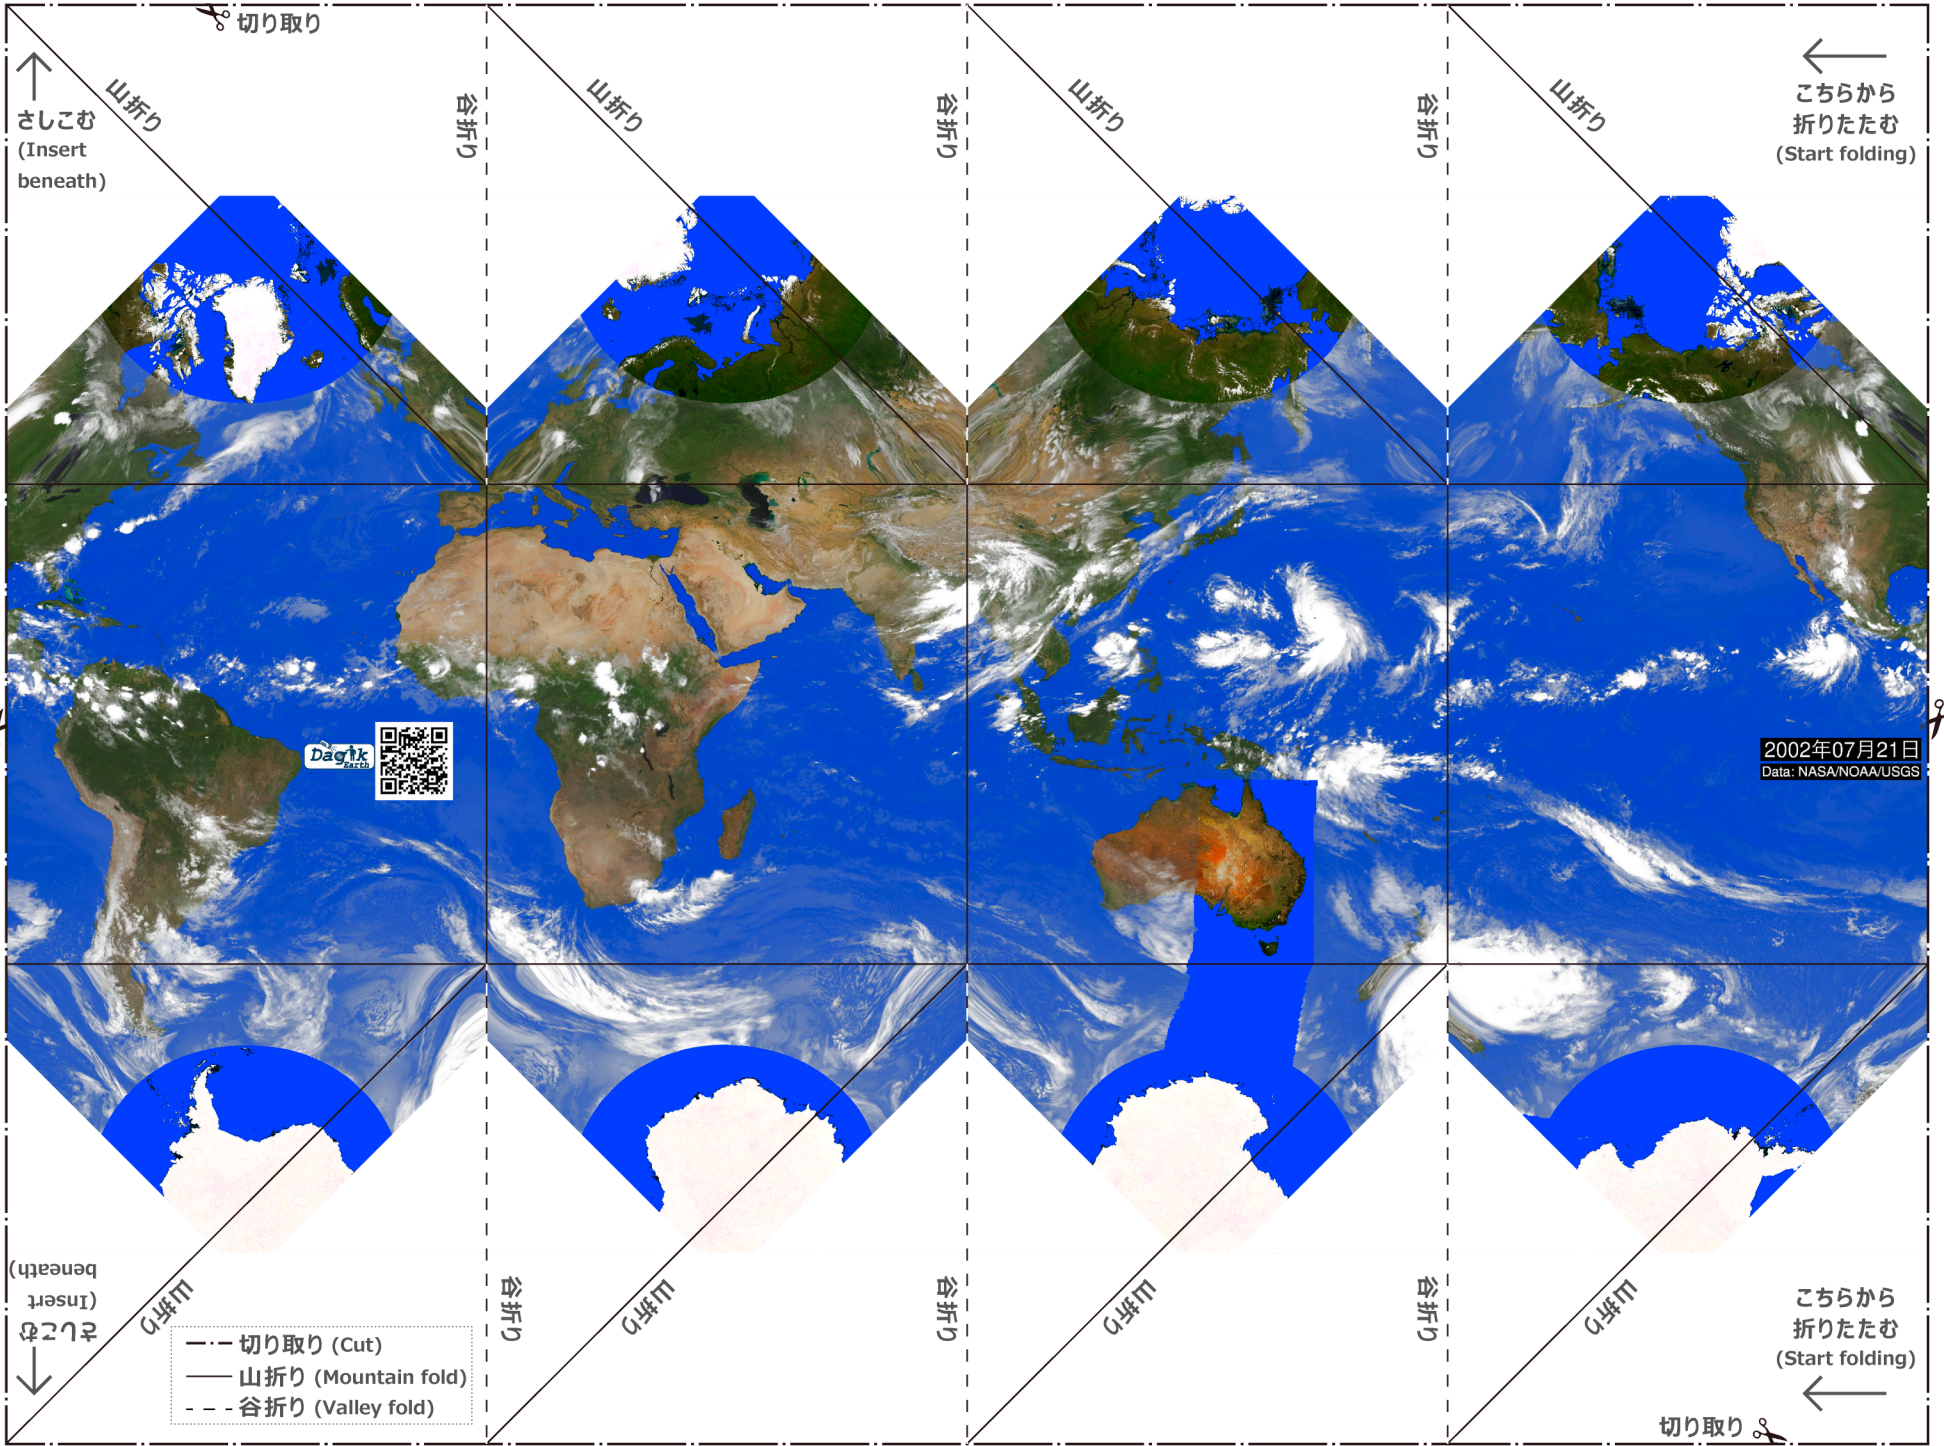 切り取り
山折り
谷折り
山折り
谷折り
山折り
谷折り
山折り
さしこむ
(Insert
beneath)
こちらから
折りたたむ
(Start folding)
Dagik
Earth
2002年07月21日
Data: NASA/NOAA/USGS
さしこむ
(Insert
beneath)
山折り
谷折り
山折り
谷折り
山折り
谷折り
山折り
こちらから
折りたたむ
(Start folding)
切り取り (Cut)
山折り (Mountain fold)
谷折り (Valley fold)
切り取り